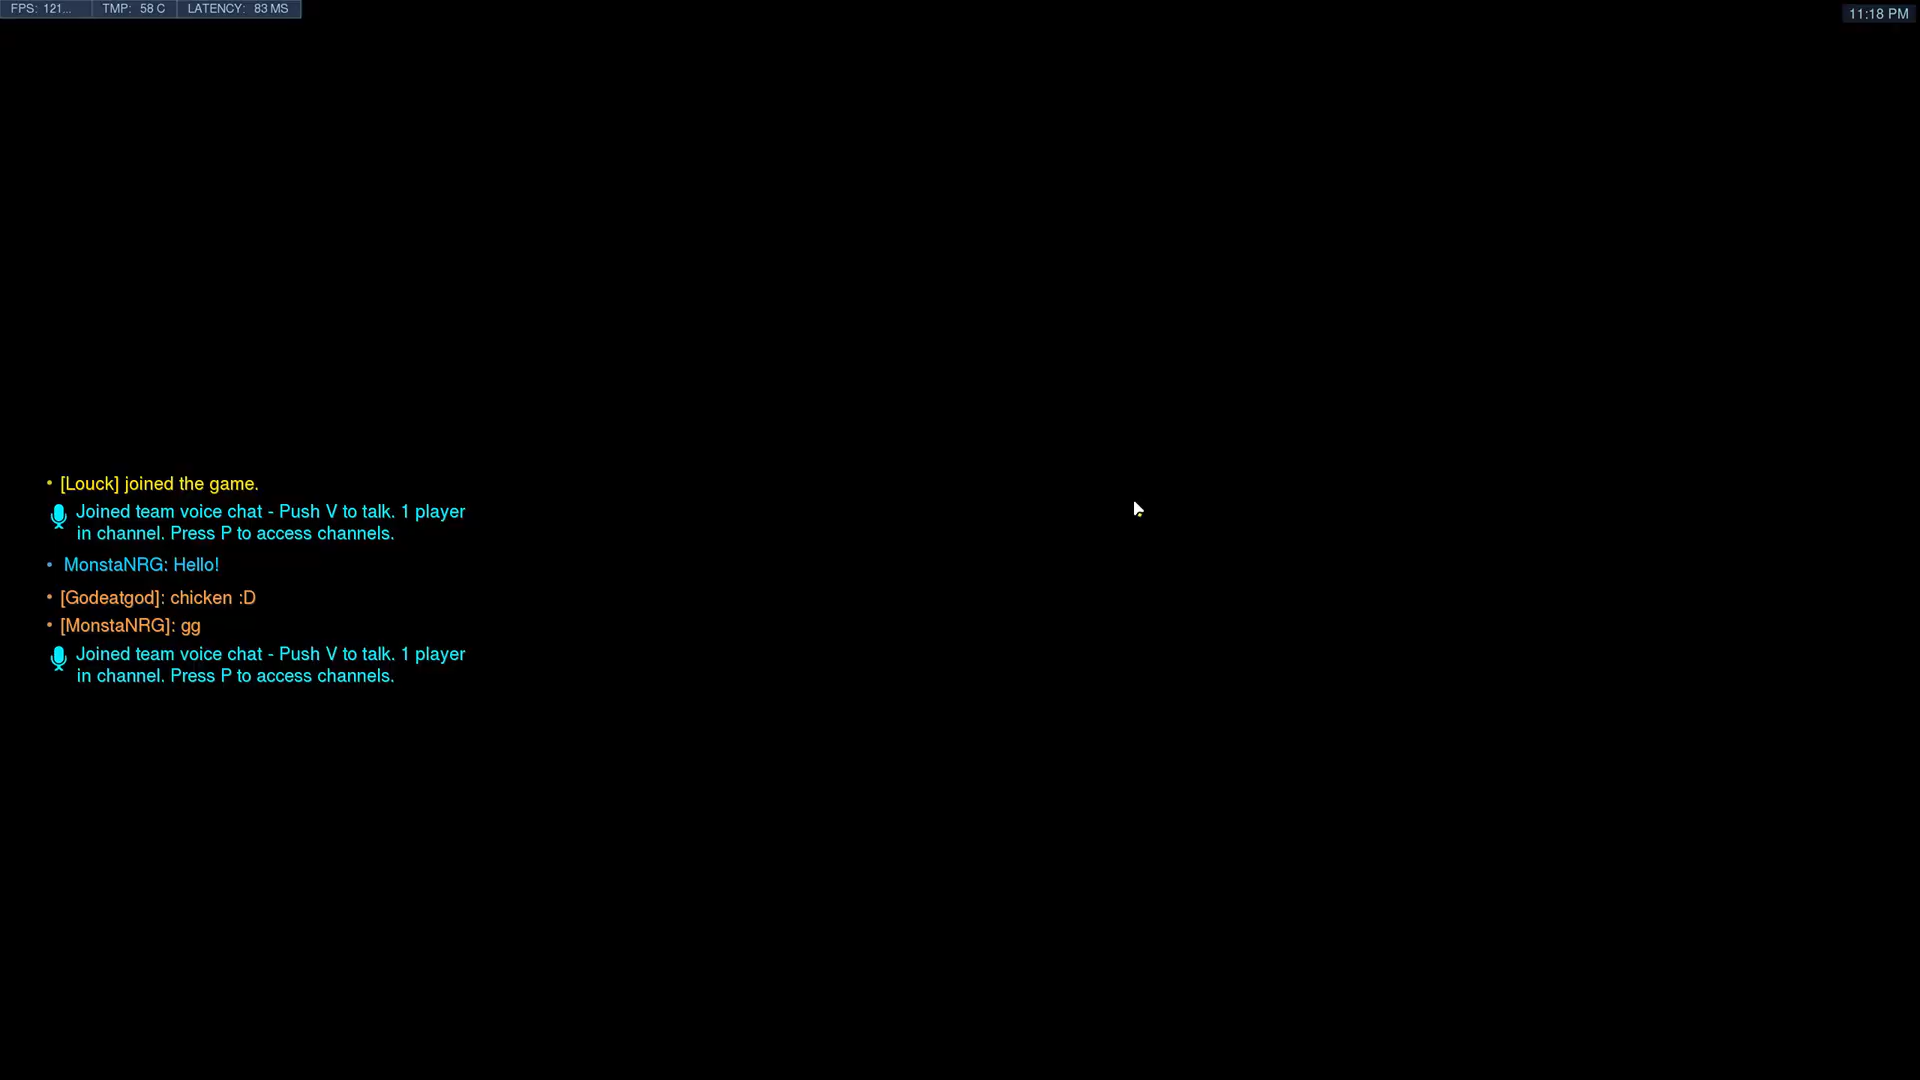 FPS: 121... TMP: 58 C LATENCY: 83 MS
11:18 PM
• [Louck] joined the game.
Joined team voice chat - Push V to talk. 1 player
in channel. Press P to access channels.
• MonstaNRG: Hello!
• [Godeatgod]: chicken :D
• [MonstaNRG]: gg
Joined team voice chat - Push V to talk. 1 player
in channel. Press P to access channels.